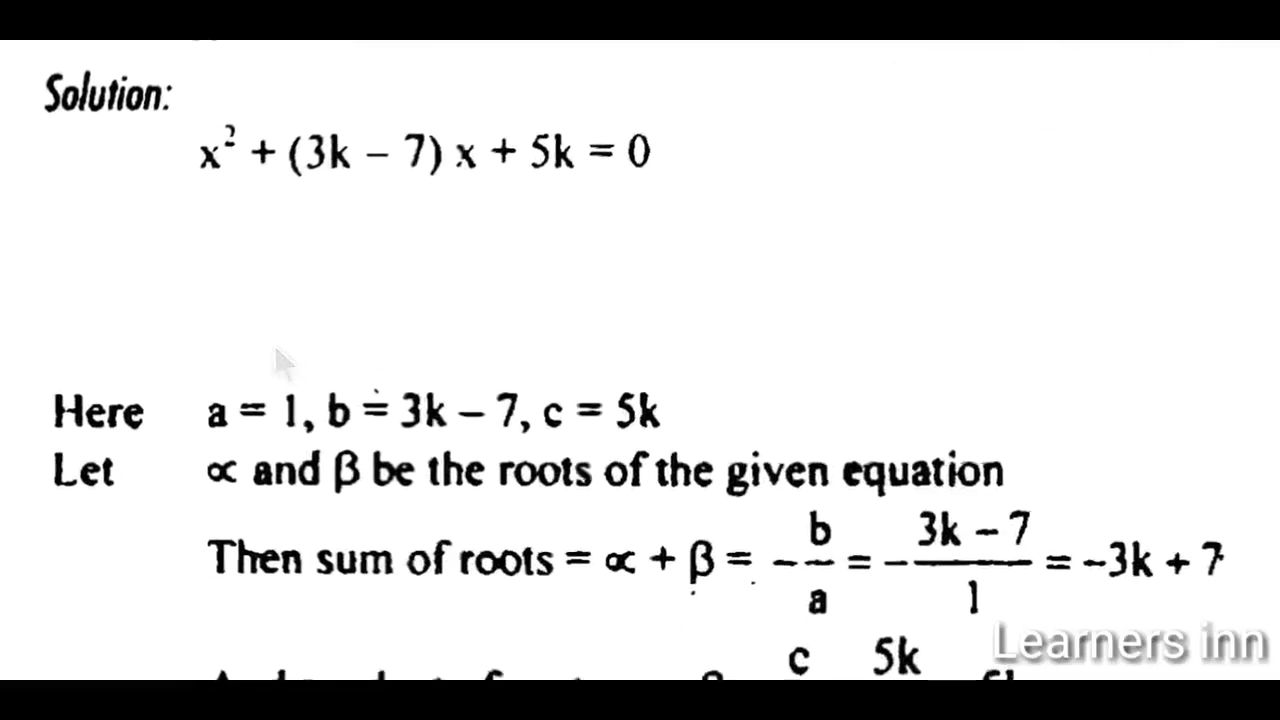 Solution:
x² + (3k – 7) x + 5k = 0
Here a = 1, b = 3k – 7, c = 5k
Let ∝ and β be the roots of the given equation
Then sum of roots = ∝ + β = -b/a = -(3k – 7)/1 = -3k + 7
c 5k
Learners inn